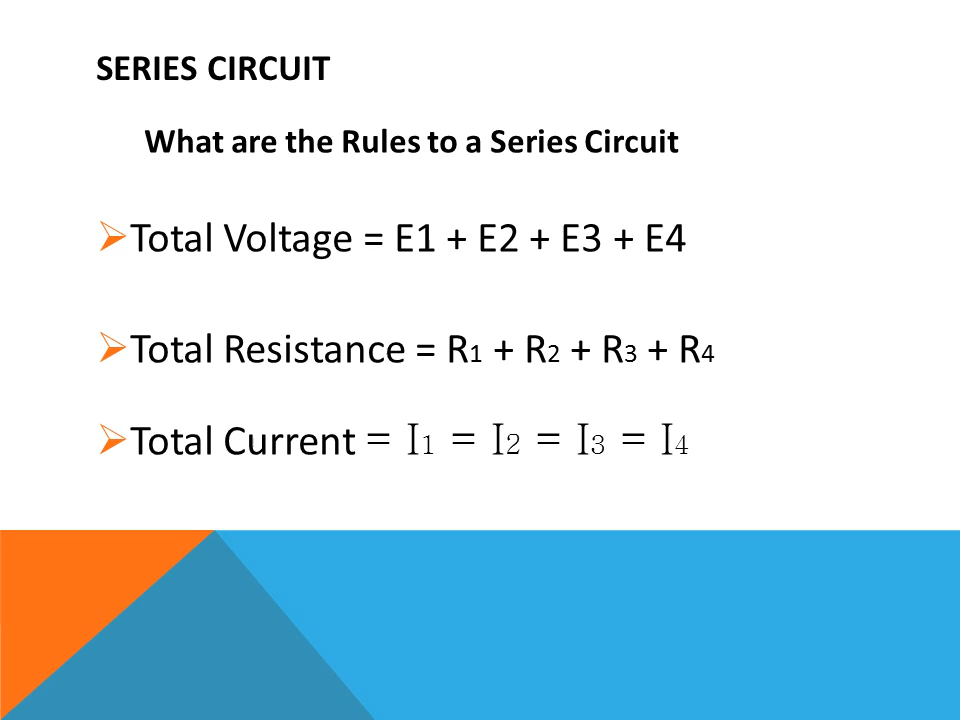 SERIES CIRCUIT
What are the Rules to a Series Circuit
Total Voltage = E1 + E2 + E3 + E4
Total Resistance = R1 + R2 + R3 + R4
Total Current = I1 = I2 = I3 = I4